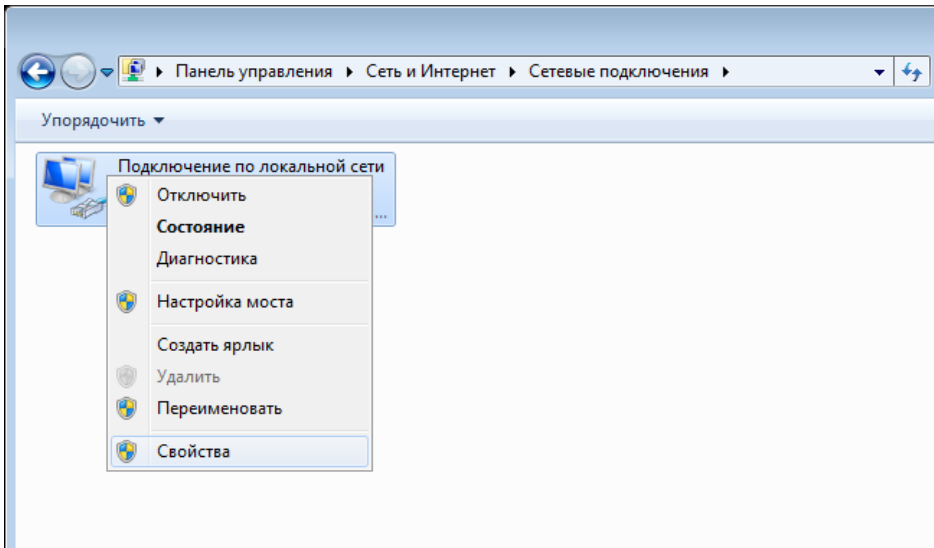 Панель управления ▸ Сеть и Интернет ▸ Сетевые подключения ▸
Упорядочить
Подключение по локальной сети
...
Отключить
Состояние
Диагностика
Настройка моста
Создать ярлык
Удалить
Переименовать
Свойства